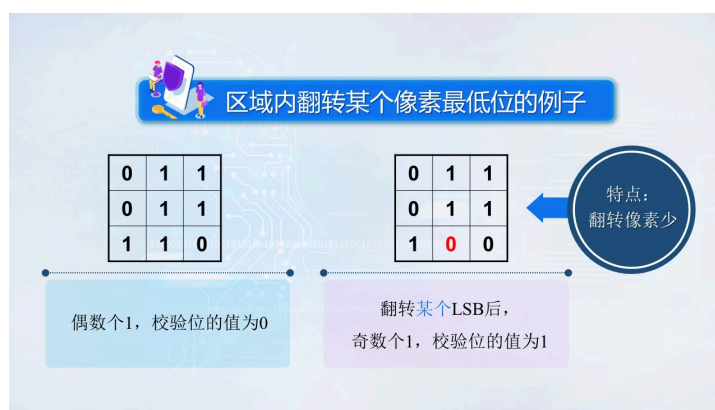 区域内翻转某个像素最低位的例子
0 1 1
0 1 1
1 1 0
偶数个1，校验位的值为0
0 1 1
0 1 1
1 0 0
翻转某个LSB后，
奇数个1，校验位的值为1
特点：
翻转像素少